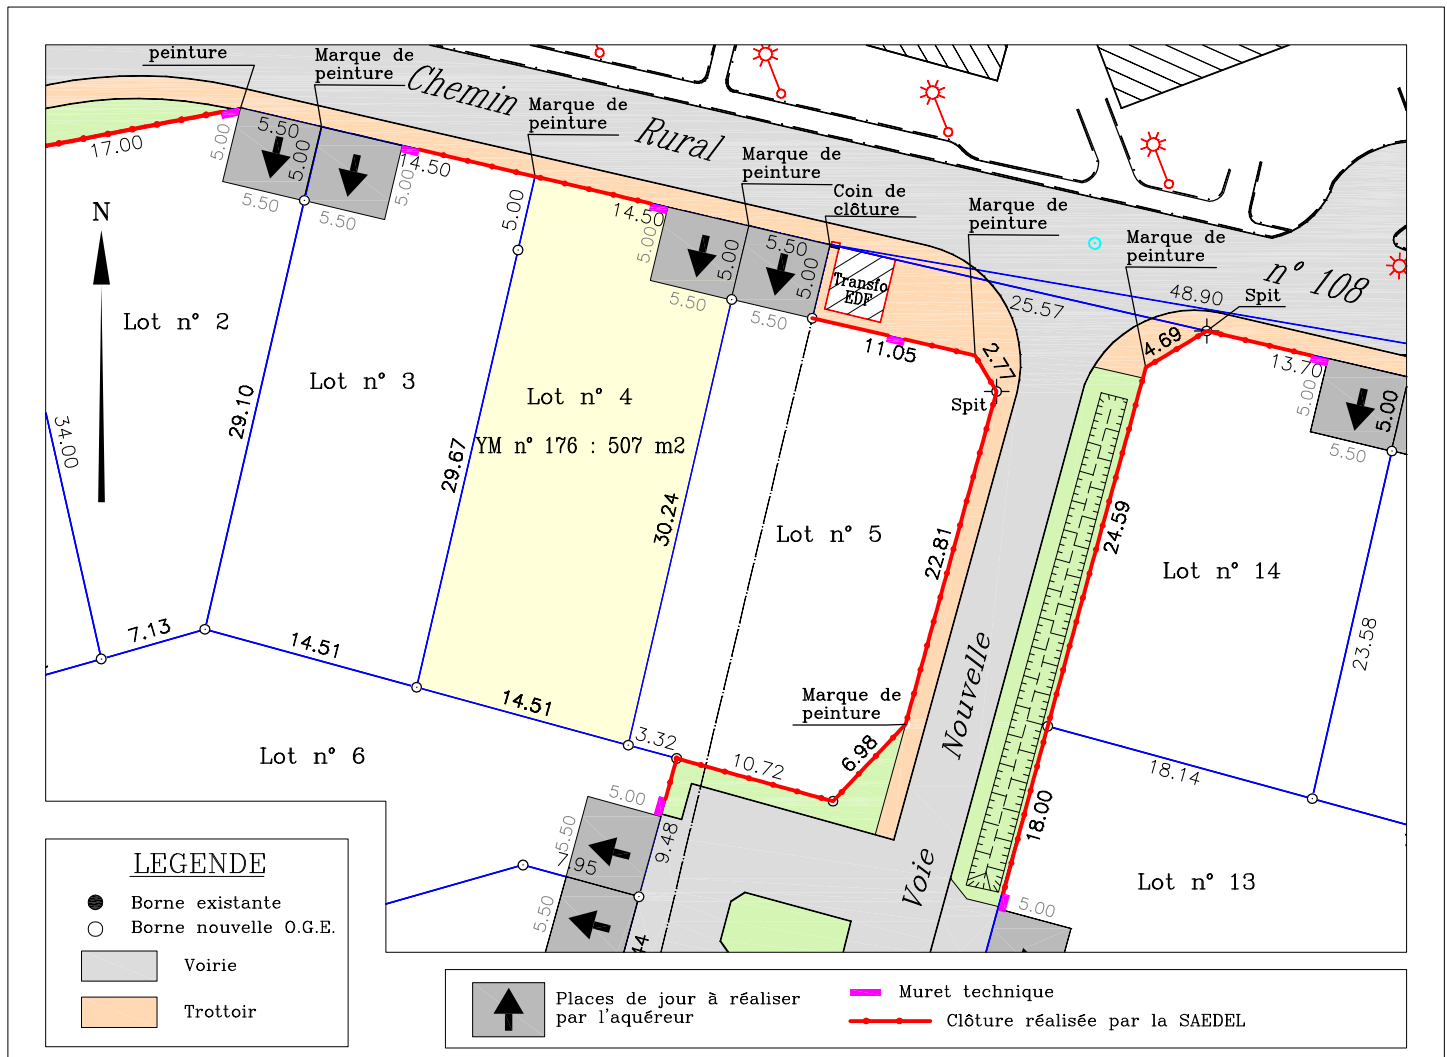 peinture
Marque de
peinture
Chemin
Rural
n° 108
Marque de
peinture
Marque de
peinture
Coin de
clôture
Marque de
peinture
Marque de
peinture
Spit
17.00
5.00
5.50
5.00
5.50
5.50
5.00
14.50
5.00
14.50
5.00
5.50
5.00
5.50
5.50
5.00
Transfo
EDF
25.57
48.90
11.05
2.77
Spit
4.69
13.70
5.00
5.00
5.50
N
Lot n° 2
Lot n° 3
Lot n° 4
YM n° 176 : 507 m2
Lot n° 5
Lot n° 14
34.00
29.10
29.67
30.24
22.81
24.59
23.58
7.13
14.51
14.51
3.32
10.72
6.98
Marque de
peinture
Voie
Nouvelle
18.14
18.00
Lot n° 6
5.00
5.50
9.48
7.95
5.50
44
Lot n° 13
5.00
LEGENDE
Borne existante
Borne nouvelle O.G.E.
Voirie
Trottoir
Places de jour à réaliser
par l'aquéreur
Muret technique
Clôture réalisée par la SAEDEL